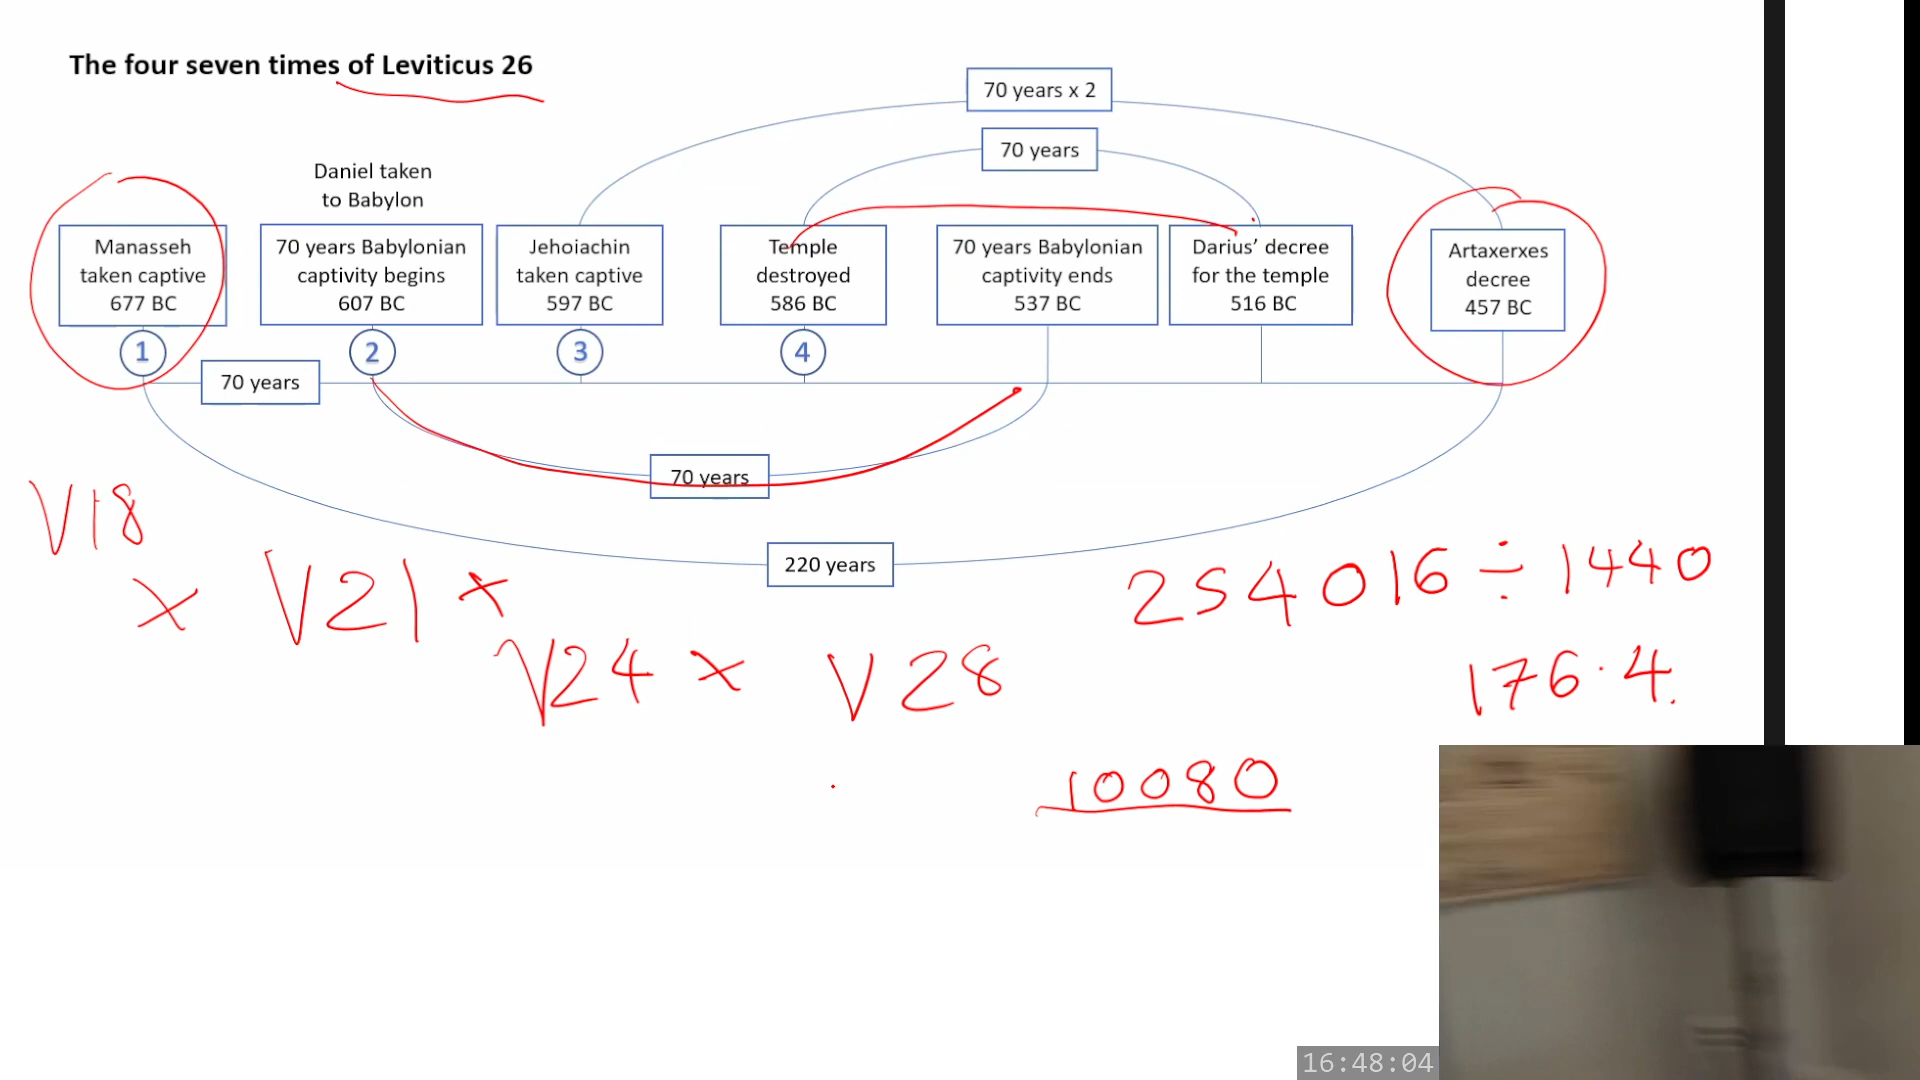 The four seven times of Leviticus 26
70 years x 2
70 years
Daniel taken
to Babylon
Manasseh
taken captive
677 BC
70 years Babylonian
captivity begins
607 BC
Jehoiachin
taken captive
597 BC
Temple
destroyed
586 BC
70 years Babylonian
captivity ends
537 BC
Darius’ decree
for the temple
516 BC
Artaxerxes
decree
457 BC
1
2
3
4
70 years
70 years
220 years
V18
x V21 x
V24 x V28
254016 ÷ 1440
176.4
10080
16:48:04